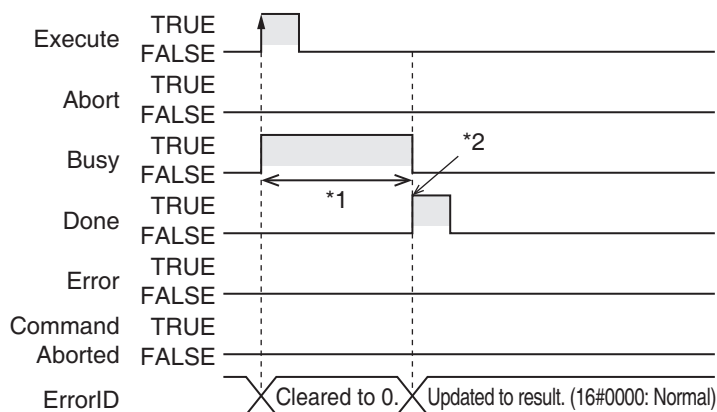 Execute TRUE
FALSE
Abort TRUE
FALSE
Busy TRUE
FALSE
*1
*2
Done TRUE
FALSE
Error TRUE
FALSE
Command TRUE
Aborted FALSE
ErrorID Cleared to 0. Updated to result. (16#0000: Normal)